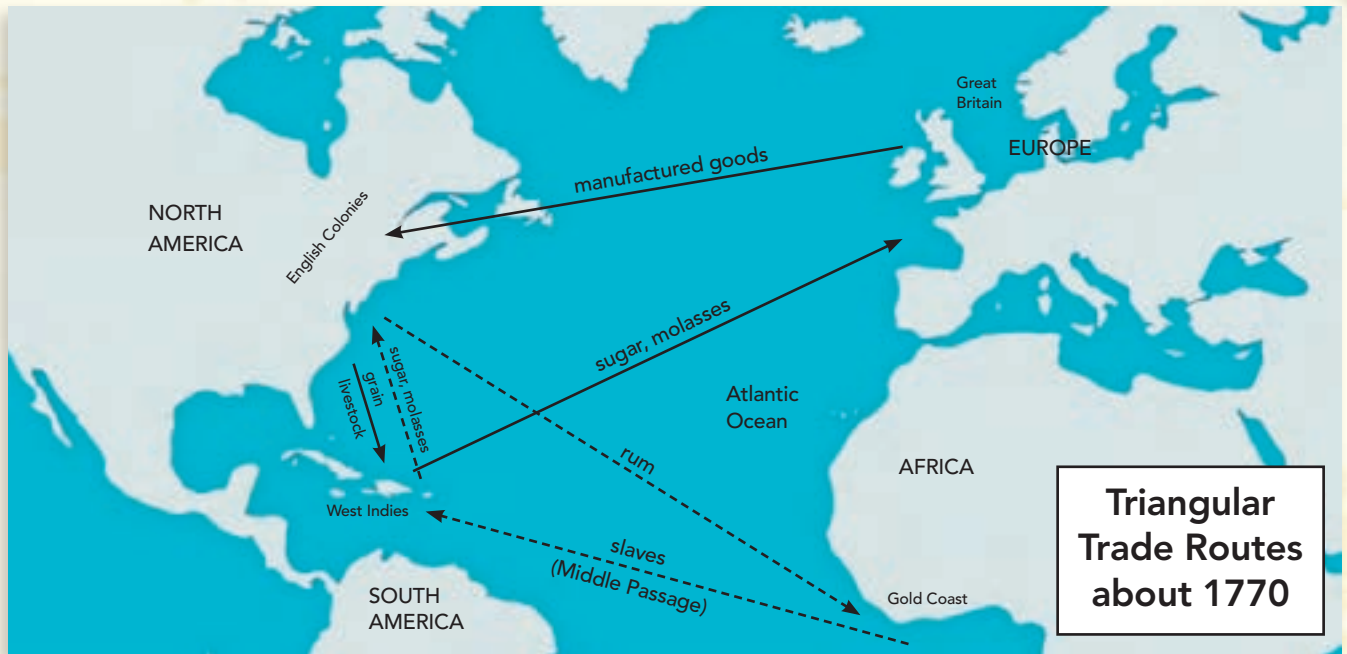 Great
Britain
EUROPE
manufactured goods
NORTH
AMERICA
English Colonies
sugar, molasses
sugar, molasses
grain
livestock
Atlantic
Ocean
rum
AFRICA
West Indies
slaves
(Middle Passage)
SOUTH
AMERICA
Gold Coast
Triangular
Trade Routes
about 1770